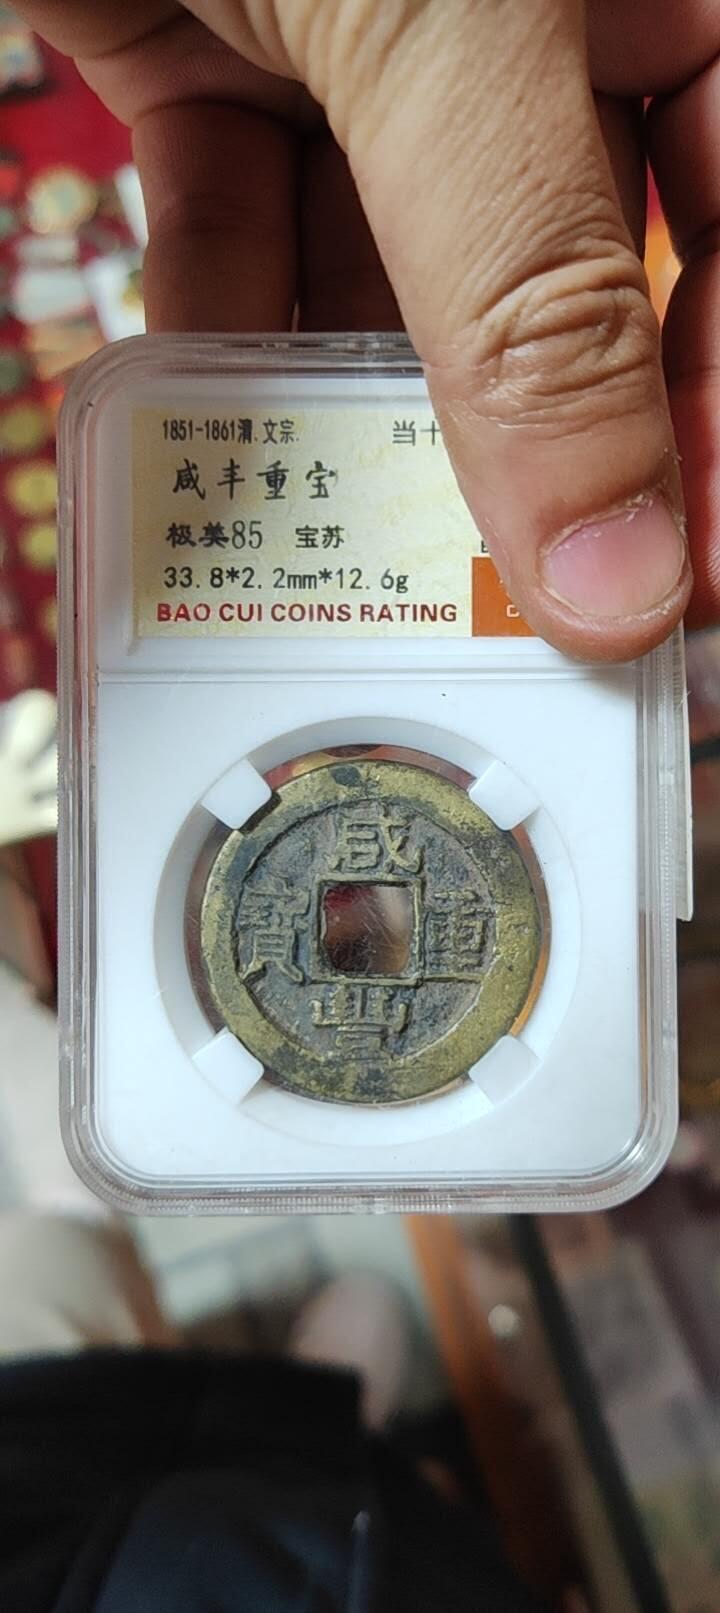 1851-1861清.文宗. 当十
咸丰重宝
极美85 宝苏
33.8*2.2mm*12.6g
BAO CUI COINS RATING
咸
寶 重
豐